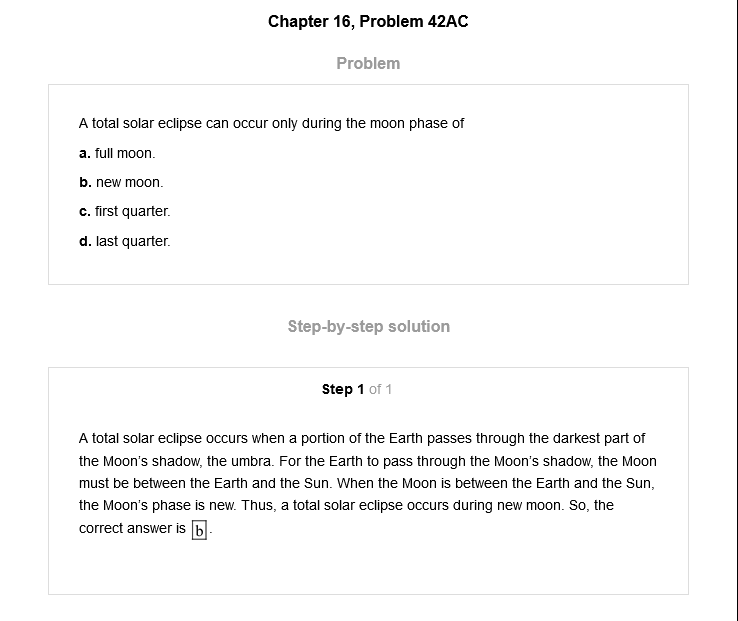 Chapter 16, Problem 42AC
Problem
A total solar eclipse can occur only during the moon phase of
a. full moon.
b. new moon.
c. first quarter.
d. last quarter.
Step-by-step solution
Step 1 of 1
A total solar eclipse occurs when a portion of the Earth passes through the darkest part of
the Moon's shadow, the umbra. For the Earth to pass through the Moon's shadow, the Moon
must be between the Earth and the Sun. When the Moon is between the Earth and the Sun,
the Moon's phase is new. Thus, a total solar eclipse occurs during new moon. So, the
correct answer is b.